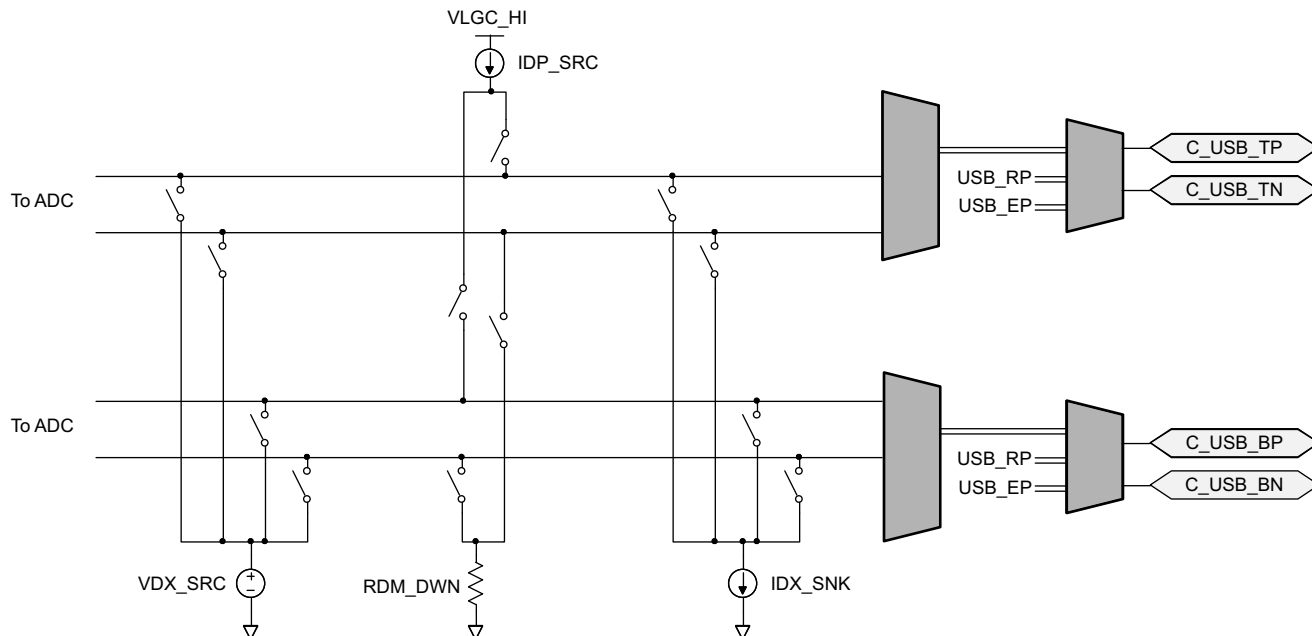 VLGC_HI
IDP_SRC
C_USB_TP
To ADC
USB_RP
C_USB_TN
USB_EP
To ADC
C_USB_BP
USB_RP
USB_EP
C_USB_BN
VDX_SRC
+
−
RDM_DWN
IDX_SNK